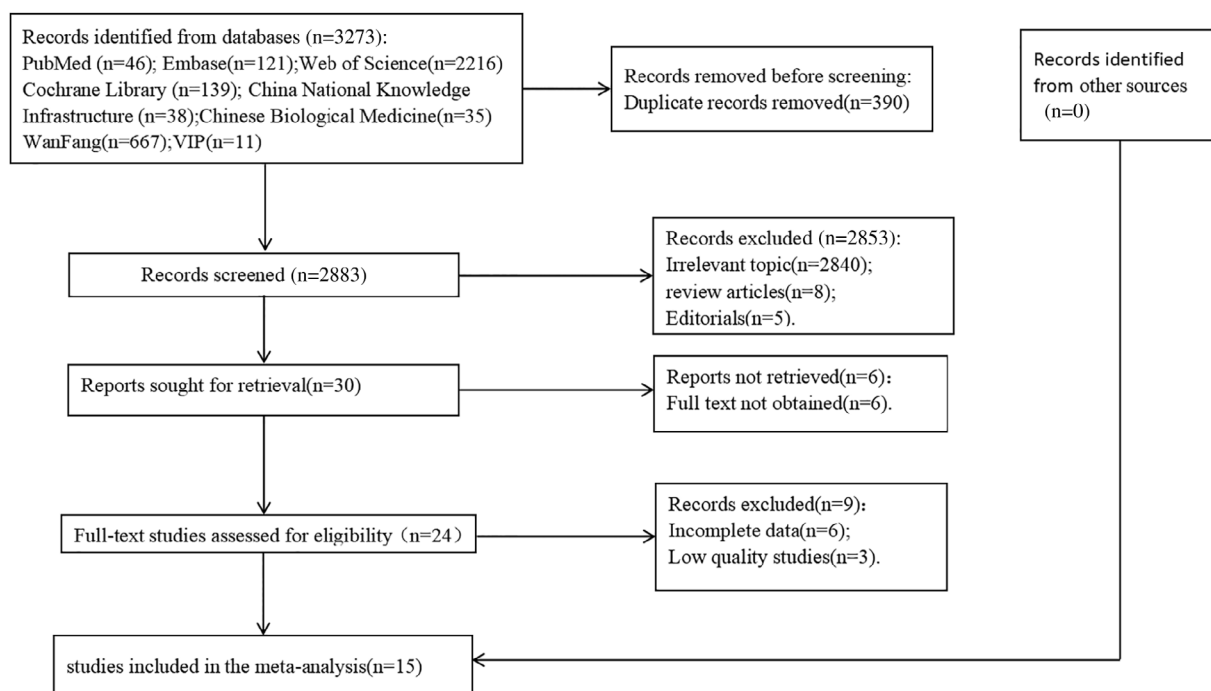 Records identified from databases (n=3273):
PubMed (n=46); Embase(n=121);Web of Science(n=2216)
Cochrane Library (n=139); China National Knowledge
Infrastructure (n=38);Chinese Biological Medicine(n=35)
WanFang(n=667);VIP(n=11)
Records removed before screening:
Duplicate records removed(n=390)
Records identified
from other sources
(n=0)
Records screened (n=2883)
Records excluded (n=2853):
Irrelevant topic(n=2840);
review articles(n=8);
Editorials(n=5).
Reports sought for retrieval(n=30)
Reports not retrieved(n=6)：
Full text not obtained(n=6).
Full-text studies assessed for eligibility（n=24）
Records excluded(n=9)：
Incomplete data(n=6);
Low quality studies(n=3).
studies included in the meta-analysis(n=15)